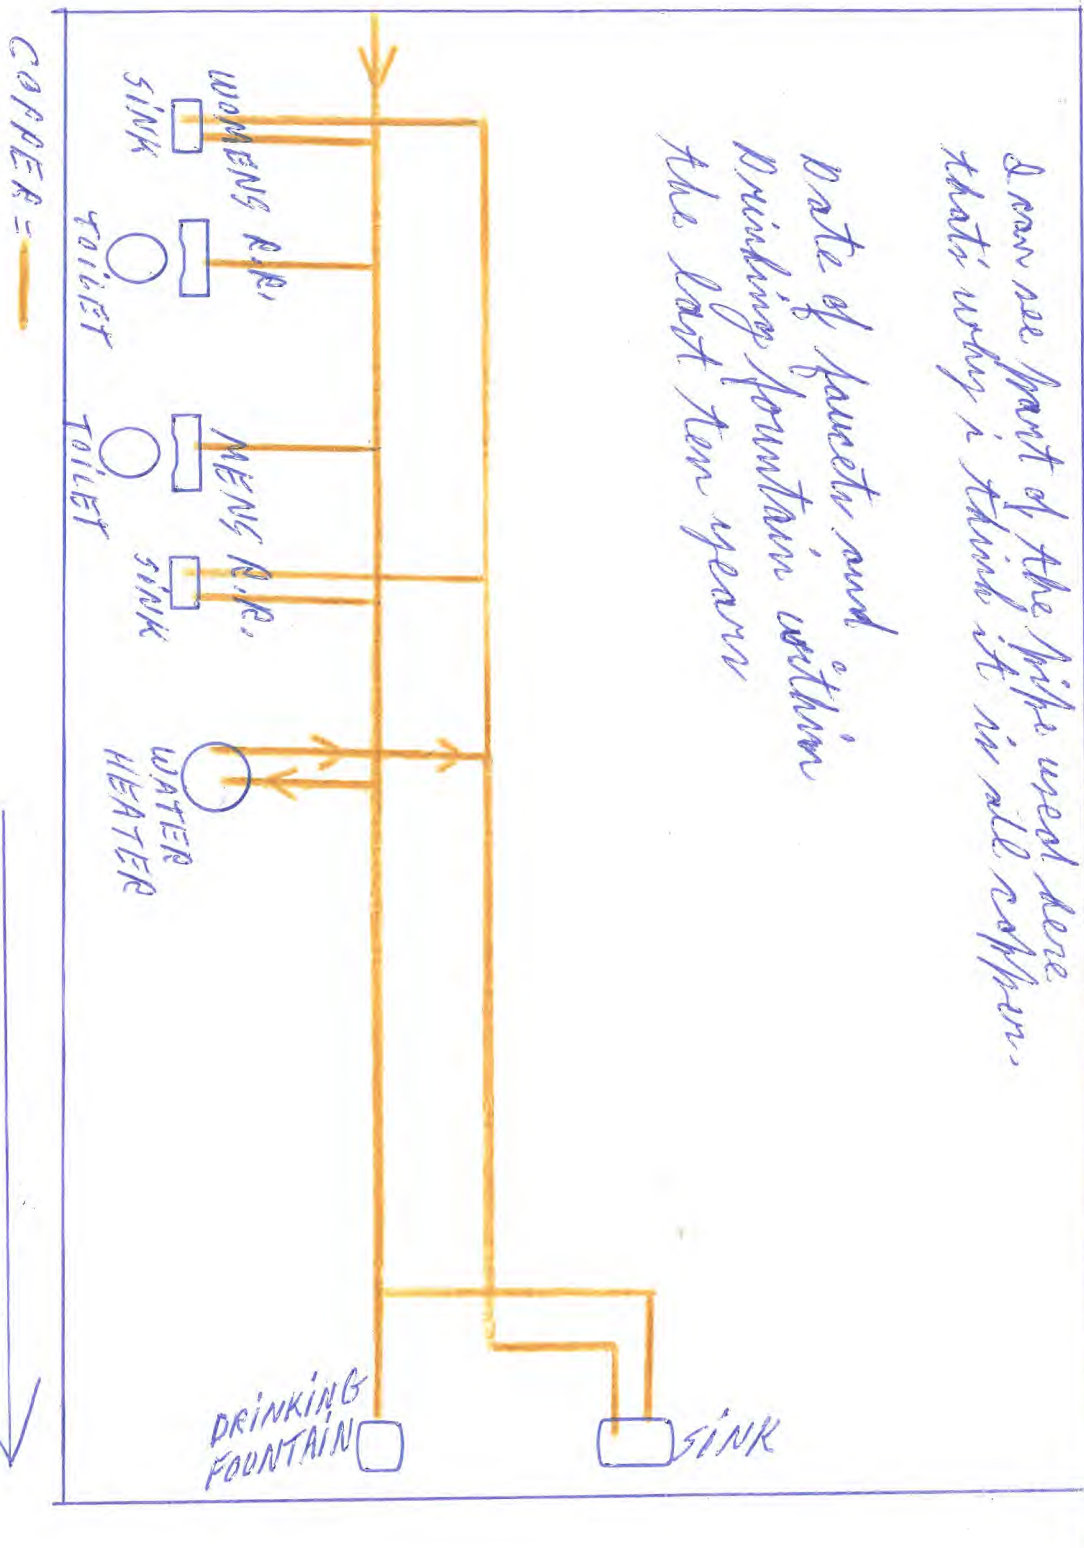 I can see part of the pipe used here
thats why i think it is all copper.
Date of faucets and
Drinking fountain within
the last ten years
WOMENS R.R.
SINK
TOILET
MENS R.R.
TOILET
SINK
WATER
HEATER
DRINKING
FOUNTAIN
SINK
COPPER =